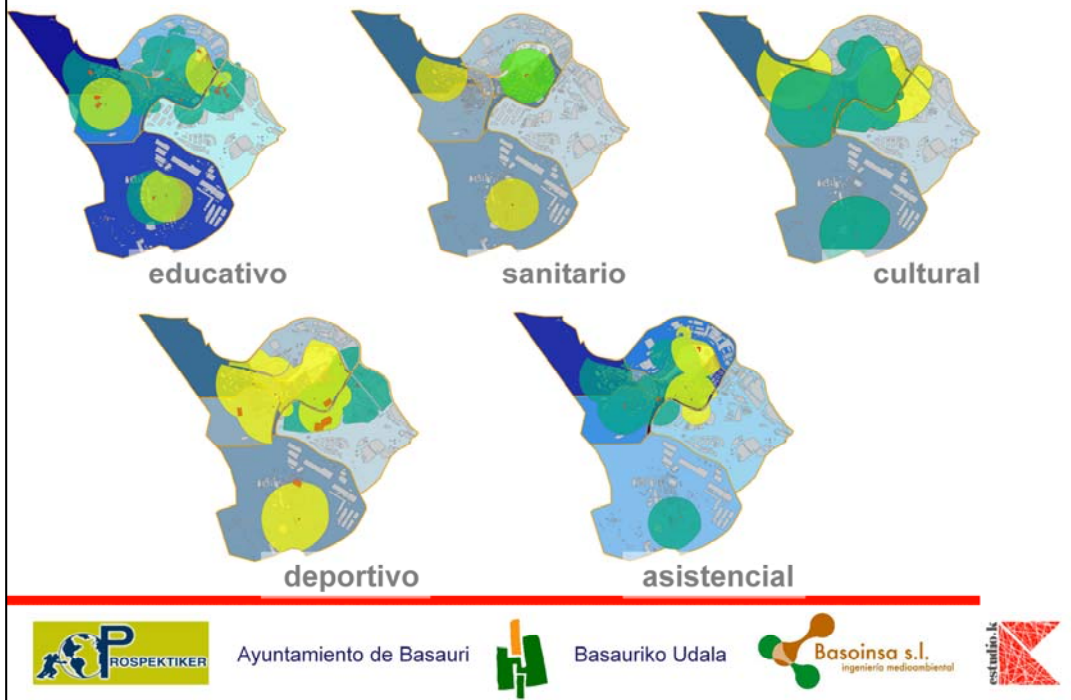 educativo
sanitario
cultural
deportivo
asistencial
PROSPEKTIKER
Ayuntamiento de Basauri
Basauriko Udala
Basoinsa s.l.
ingeniería medioambiental
estudio.k